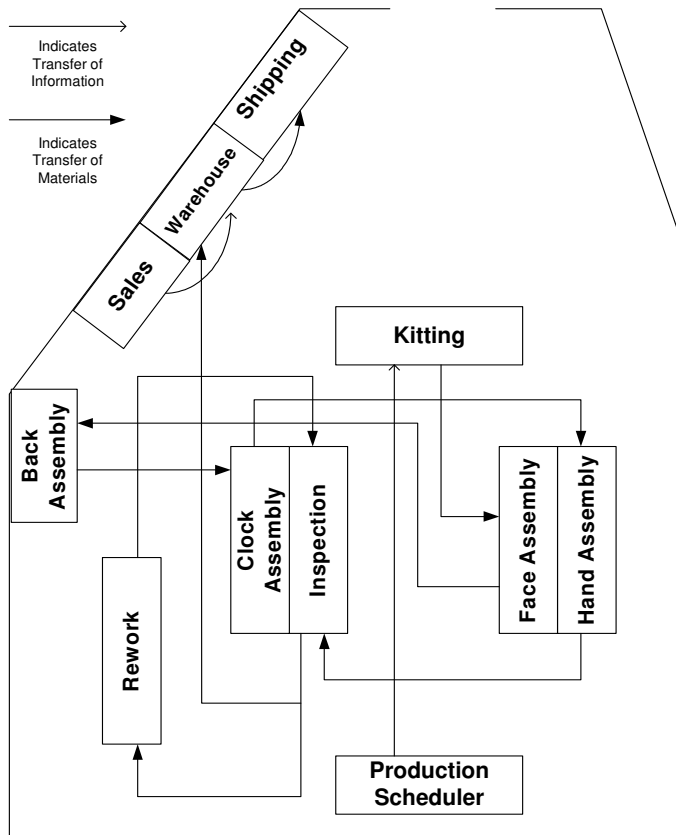 Indicates
Transfer of
Information
Indicates
Transfer of
Materials
Shipping
Warehouse
Sales
Kitting
Back
Assembly
Clock
Assembly
Inspection
Face Assembly
Hand Assembly
Rework
Production
Scheduler